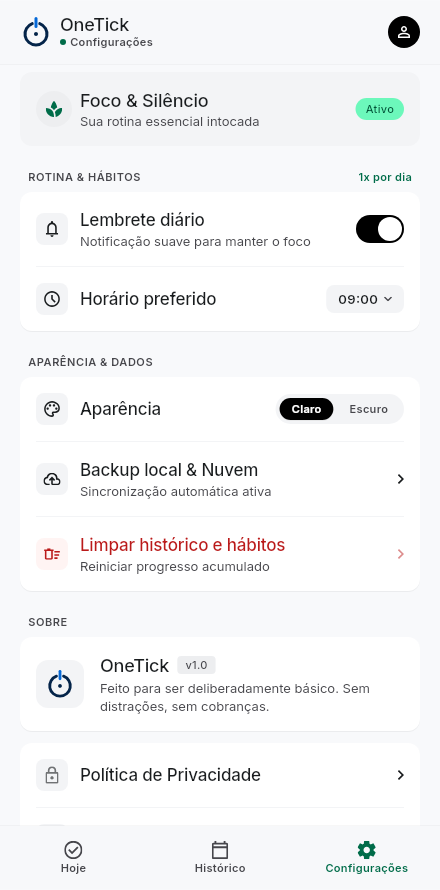 OneTick
Configurações
Foco & Silêncio
Sua rotina essencial intocada
Ativo
ROTINA & HÁBITOS
1x por dia
Lembrete diário
Notificação suave para manter o foco
Horário preferido
09:00
APARÊNCIA & DADOS
Aparência
Claro
Escuro
Backup local & Nuvem
Sincronização automática ativa
Limpar histórico e hábitos
Reiniciar progresso acumulado
SOBRE
OneTick
v1.0
Feito para ser deliberadamente básico. Sem
distrações, sem cobranças.
Política de Privacidade
Hoje
Histórico
Configurações